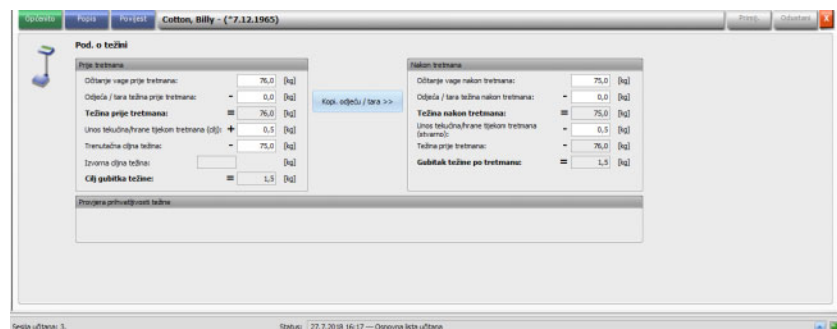 Općenito Popis Povijest Cotton, Billy - (*7.12.1965) Primij. Odustani X
Pod. o težini
Prije tretmana
Očitanje vage prije tretmana: 76,0 [kg]
Odjeća / tara težina prije tretmana: - 0,0 [kg]
Težina prije tretmana: = 76,0 [kg]
Unos tekućina/hrane tijekom tretmana (cilj): + 0,5 [kg]
Trenutačna ciljna težina: - 75,0 [kg]
Izvorna ciljna težina: [kg]
Cilj gubitka težine: = 1,5 [kg]
Kopi. odjeću / tara >>
Nakon tretmana
Očitanje vage nakon tretmana: 75,0 [kg]
Odjeća / tara težina nakon tretmana: - 0,0 [kg]
Težina nakon tretmana: = 75,0 [kg]
Unos tekućina/hrane tijekom tretmana
(stvarno): - 0,5 [kg]
Težina prije tretmana: - 76,0 [kg]
Gubitak težine po tretmanu: = 1,5 [kg]
Provjera prihvatljivosti težine
Sesija učitana: 3. Status: 27.7.2018 16:17 — Osnovna lista učitana